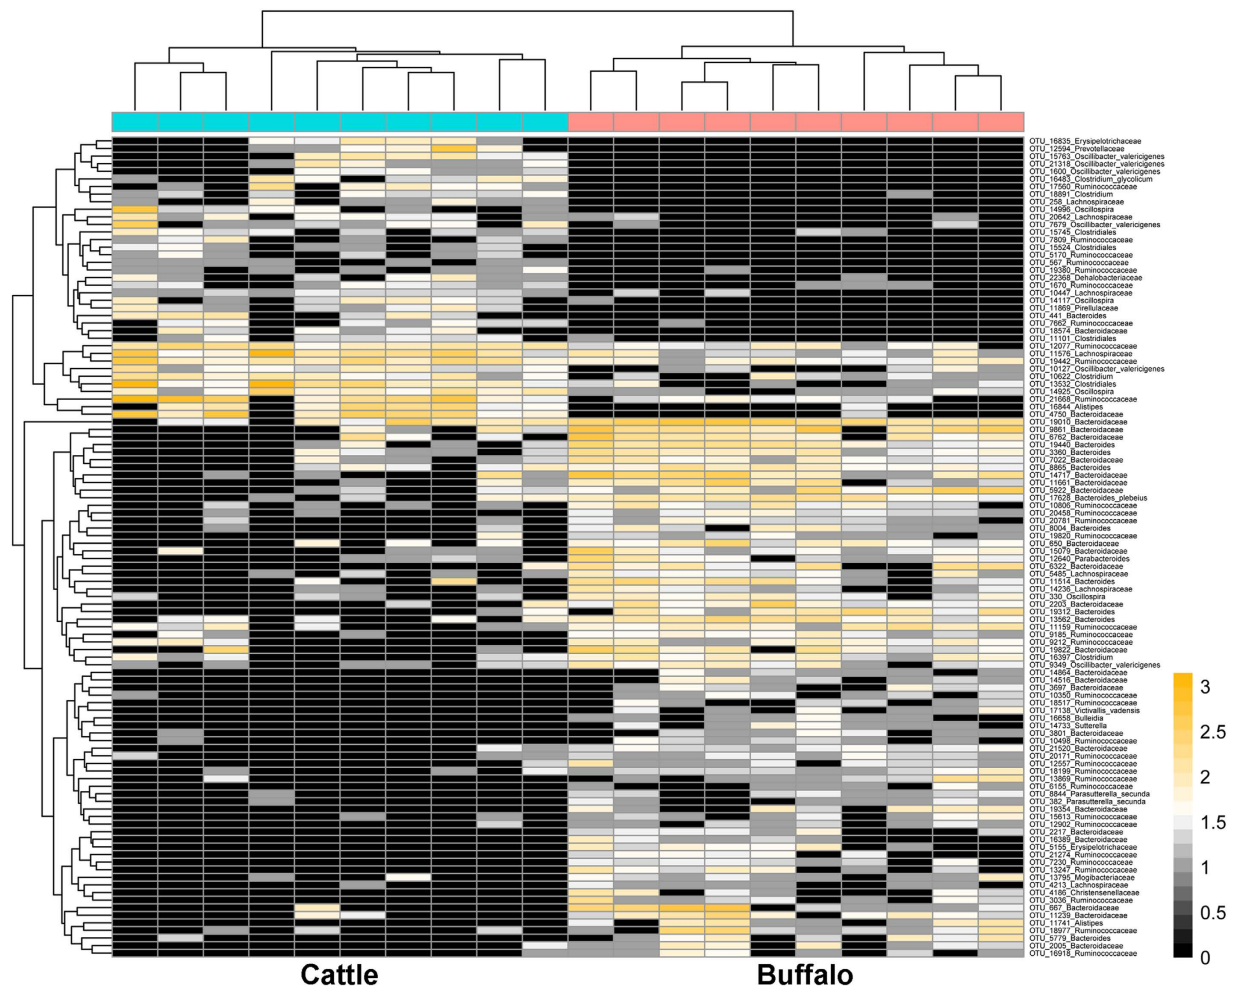 OTU_16835_Erysipelotrichaceae
OTU_12594_Prevotellaceae
OTU_15763_Oscillibacter_valericigenes
OTU_21318_Oscillibacter_valericigenes
OTU_1600_Oscillibacter_valericigenes
OTU_16483_Clostridium_glycolicum
OTU_17560_Ruminococcaceae
OTU_18891_Clostridium
OTU_258_Lachnospiraceae
OTU_14996_Oscillospira
OTU_20642_Lachnospiraceae
OTU_7679_Oscillibacter_valericigenes
OTU_15745_Clostridiales
OTU_7809_Ruminococcaceae
OTU_15524_Clostridiales
OTU_5170_Ruminococcaceae
OTU_567_Ruminococcaceae
OTU_19380_Ruminococcaceae
OTU_22368_Dehalobacteriaceae
OTU_1670_Ruminococcaceae
OTU_10447_Lachnospiraceae
OTU_14117_Oscillospira
OTU_11869_Pirellulaceae
OTU_441_Bacteroides
OTU_7662_Ruminococcaceae
OTU_18574_Bacteroidaceae
OTU_11101_Clostridiales
OTU_12077_Ruminococcaceae
OTU_11576_Lachnospiraceae
OTU_19442_Ruminococcaceae
OTU_10127_Oscillibacter_valericigenes
OTU_10622_Clostridium
OTU_13532_Clostridiales
OTU_14925_Oscillospira
OTU_21668_Ruminococcaceae
OTU_16844_Alistipes
OTU_4750_Bacteroidaceae
OTU_19010_Bacteroidaceae
OTU_9861_Bacteroidaceae
OTU_6762_Bacteroidaceae
OTU_19440_Bacteroides
OTU_3360_Bacteroides
OTU_7022_Bacteroidaceae
OTU_8865_Bacteroides
OTU_14717_Bacteroidaceae
OTU_11661_Bacteroidaceae
OTU_5922_Bacteroidaceae
OTU_17628_Bacteroides_plebeius
OTU_10806_Ruminococcaceae
OTU_20458_Ruminococcaceae
OTU_20781_Ruminococcaceae
OTU_8004_Bacteroides
OTU_19820_Ruminococcaceae
OTU_650_Bacteroidaceae
OTU_15079_Bacteroidaceae
OTU_12640_Parabacteroides
OTU_6322_Bacteroidaceae
OTU_5485_Lachnospiraceae
OTU_11514_Bacteroides
OTU_14236_Lachnospiraceae
OTU_330_Oscillospira
OTU_2203_Bacteroidaceae
OTU_19312_Bacteroides
OTU_13562_Bacteroides
OTU_11159_Ruminococcaceae
OTU_9185_Ruminococcaceae
OTU_9212_Ruminococcaceae
OTU_19822_Bacteroidaceae
OTU_16397_Clostridium
OTU_9349_Oscillibacter_valericigenes
OTU_14864_Bacteroidaceae
OTU_14516_Bacteroidaceae
OTU_3697_Bacteroidaceae
OTU_10350_Ruminococcaceae
OTU_18517_Ruminococcaceae
OTU_17138_Victivallis_vadensis
OTU_16658_Bulleidia
OTU_14733_Sutterella
OTU_3801_Bacteroidaceae
OTU_10498_Ruminococcaceae
OTU_21520_Bacteroidaceae
OTU_20171_Ruminococcaceae
OTU_12557_Ruminococcaceae
OTU_18199_Ruminococcaceae
OTU_13869_Ruminococcaceae
OTU_6155_Ruminococcaceae
OTU_8844_Parasutterella_secunda
OTU_382_Parasutterella_secunda
OTU_19354_Bacteroidaceae
OTU_15613_Ruminococcaceae
OTU_12902_Ruminococcaceae
OTU_2217_Bacteroidaceae
OTU_16389_Bacteroidaceae
OTU_5155_Erysipelotrichaceae
OTU_21274_Ruminococcaceae
OTU_7230_Ruminococcaceae
OTU_13247_Ruminococcaceae
OTU_13795_Mogibacteriaceae
OTU_4213_Lachnospiraceae
OTU_4186_Christensenellaceae
OTU_3036_Ruminococcaceae
OTU_667_Bacteroidaceae
OTU_11239_Bacteroidaceae
OTU_11741_Alistipes
OTU_18977_Ruminococcaceae
OTU_5779_Bacteroides
OTU_2005_Bacteroidaceae
OTU_16918_Ruminococcaceae
3
2.5
2
1.5
1
0.5
0
Cattle
Buffalo